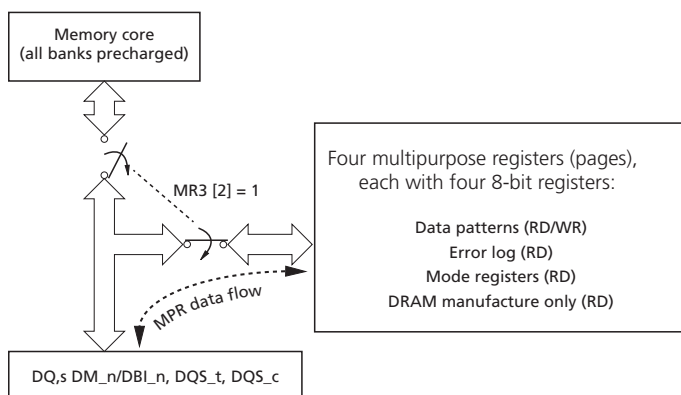 Memory core
(all banks precharged)
Four multipurpose registers (pages),
each with four 8-bit registers:
MR3 [2] = 1
Data patterns (RD/WR)
Error log (RD)
Mode registers (RD)
DRAM manufacture only (RD)
MPR data flow
DQ,s DM_n/DBI_n, DQS_t, DQS_c